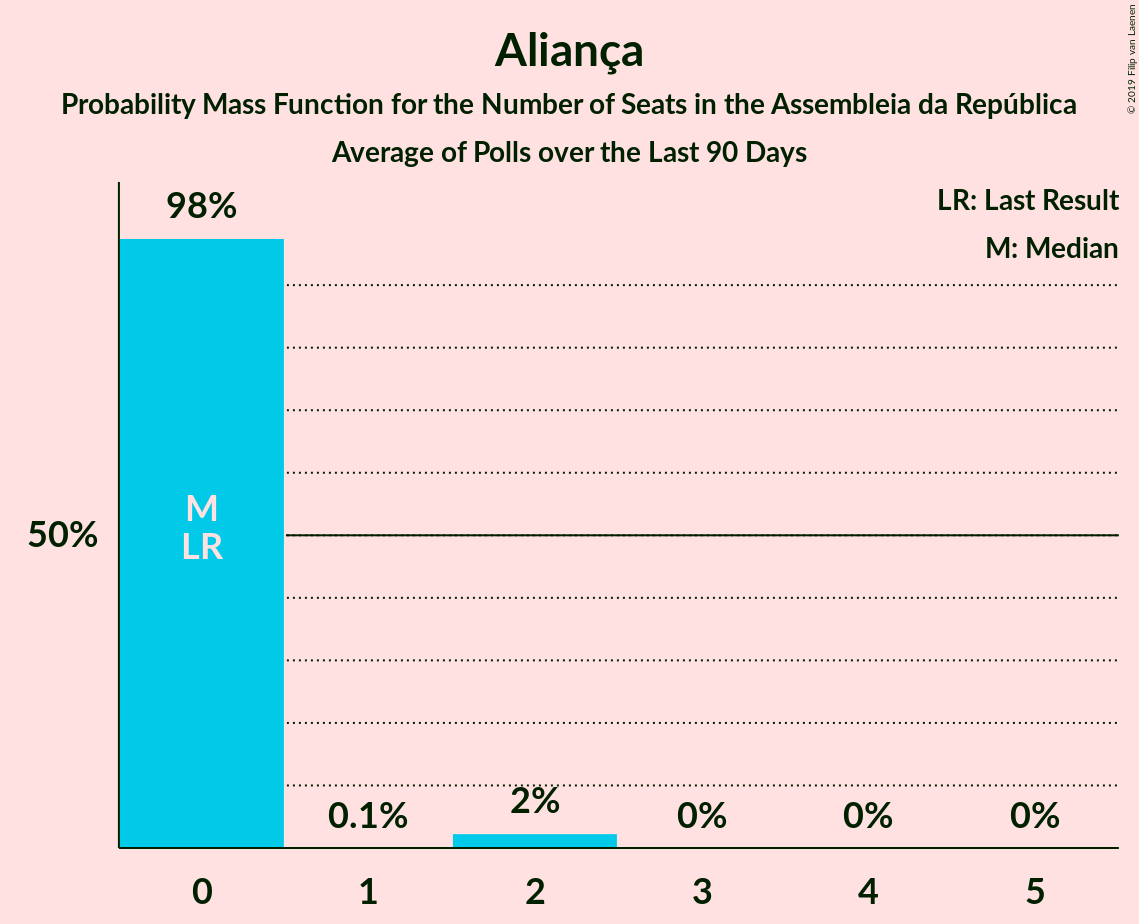 Aliança
Probability Mass Function for the Number of Seats in the Assembleia da República
Average of Polls over the Last 90 Days
© 2019 Filip van Laenen
LR: Last Result
M: Median
98%
M
LR
50%
0.1%
2%
0%
0%
0%
0
1
2
3
4
5